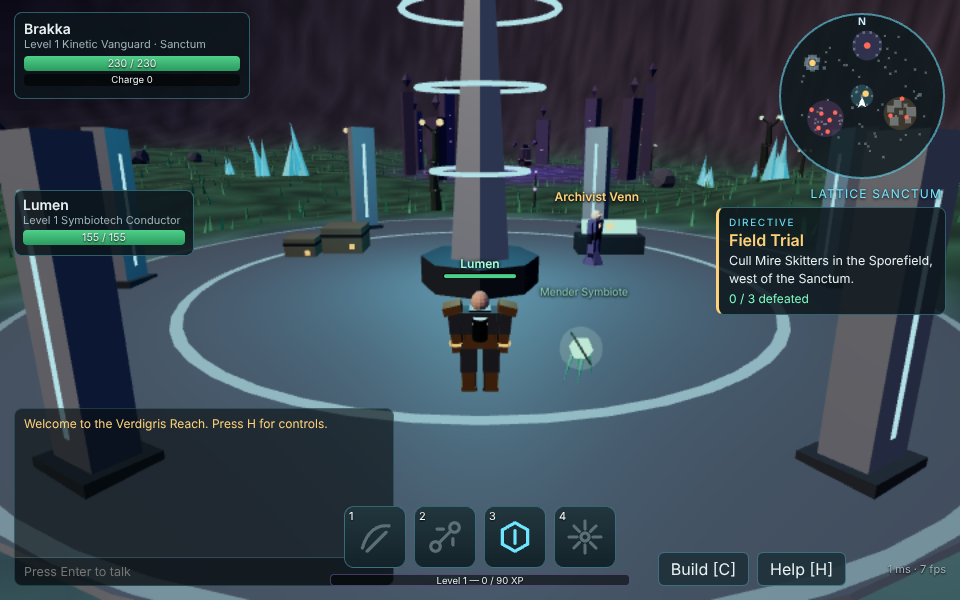 Brakka
Level 1 Kinetic Vanguard · Sanctum
230 / 230
Charge 0
N
LATTICE SANCTUM
Lumen
Level 1 Symbiotech Conductor
155 / 155
Archivist Venn
DIRECTIVE
Field Trial
Cull Mire Skitters in the Sporefield,
west of the Sanctum.
0 / 3 defeated
Lumen
Mender Symbiote
Welcome to the Verdigris Reach. Press H for controls.
Press Enter to talk
1
2
3
4
Level 1 — 0 / 90 XP
Build [C]
Help [H]
1 ms · 7 fps